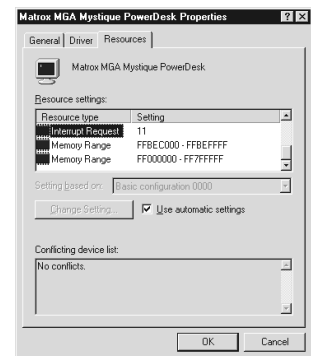 Matrox MGA Mystique PowerDesk Properties
General Driver Resources
Matrox MGA Mystique PowerDesk
Resource settings:
Resource type Setting
Interrupt Request 11
Memory Range FFBEC000 - FFBEFFFF
Memory Range FF000000 - FF7FFFFF
Setting based on: Basic configuration 0000
Change Setting... Use automatic settings
Conflicting device list:
No conflicts.
OK Cancel